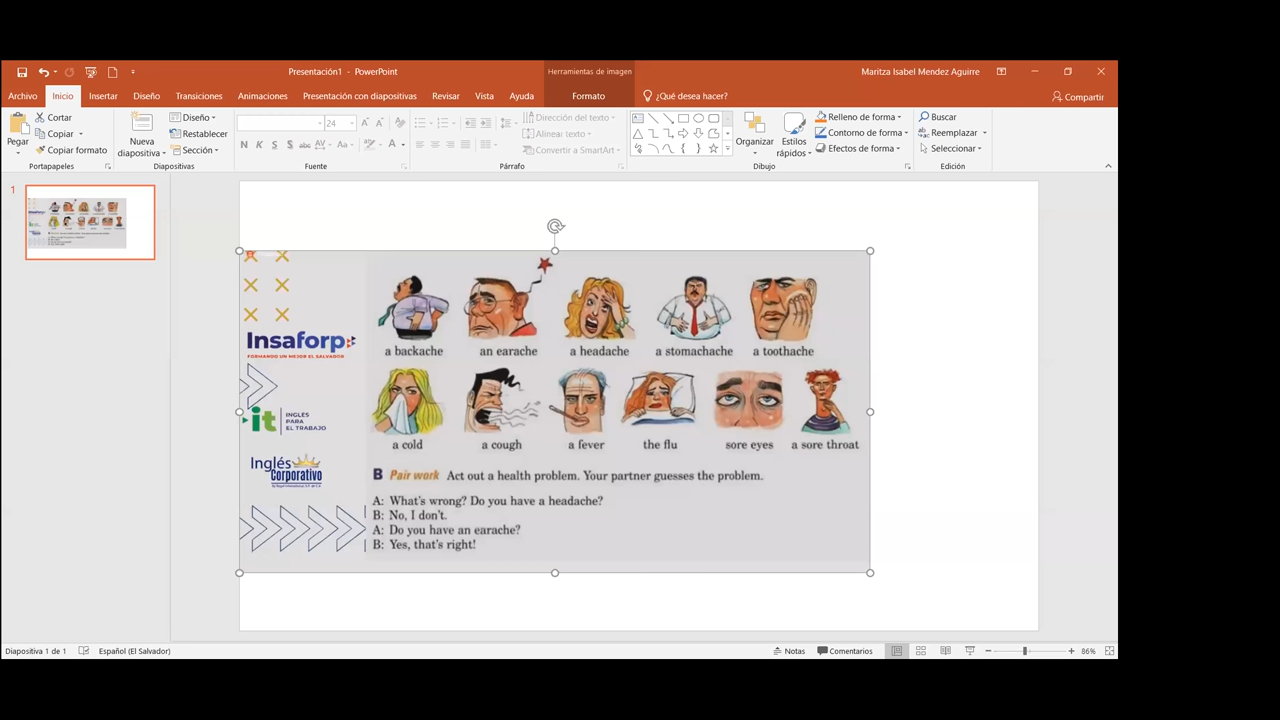 Presentación1 - PowerPoint
Herramientas de imagen
Maritza Isabel Mendez Aguirre
Archivo Inicio Insertar Diseño Transiciones Animaciones Presentación con diapositivas Revisar Vista Ayuda Formato ¿Qué desea hacer? Compartir
Pegar
Cortar
Copiar
Copiar formato
Portapapeles
Nueva diapositiva
Diseño
Restablecer
Sección
Diapositivas
24
N K S S abc AV Aa A
Fuente
Dirección del texto
Alinear texto
Convertir a SmartArt
Párrafo
Organizar
Estilos rápidos
Relleno de forma
Contorno de forma
Efectos de forma
Dibujo
Buscar
Reemplazar
Seleccionar
Edición
1
Insaforp
FORMANDO UN MEJOR EL SALVADOR
it INGLES PARA EL TRABAJO
Inglés Corporativo
a backache an earache a headache a stomachache a toothache
a cold a cough a fever the flu sore eyes a sore throat
B Pair work Act out a health problem. Your partner guesses the problem.
A: What's wrong? Do you have a headache?
B: No, I don't.
A: Do you have an earache?
B: Yes, that's right!
Diapositiva 1 de 1 Español (El Salvador) Notas Comentarios 86%